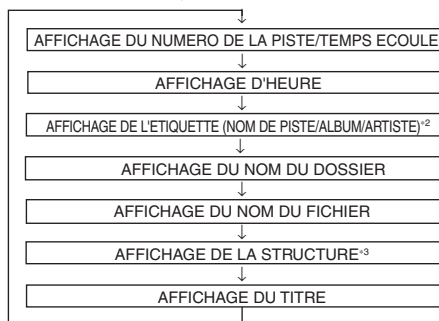 AFFICHAGE DU NUMERO DE LA PISTE/TEMPS ECOULE
AFFICHAGE D'HEURE
AFFICHAGE DE L'ETIQUETTE (NOM DE PISTE/ALBUM/ARTISTE)*2
AFFICHAGE DU NOM DU DOSSIER
AFFICHAGE DU NOM DU FICHIER
AFFICHAGE DE LA STRUCTURE*3
AFFICHAGE DU TITRE